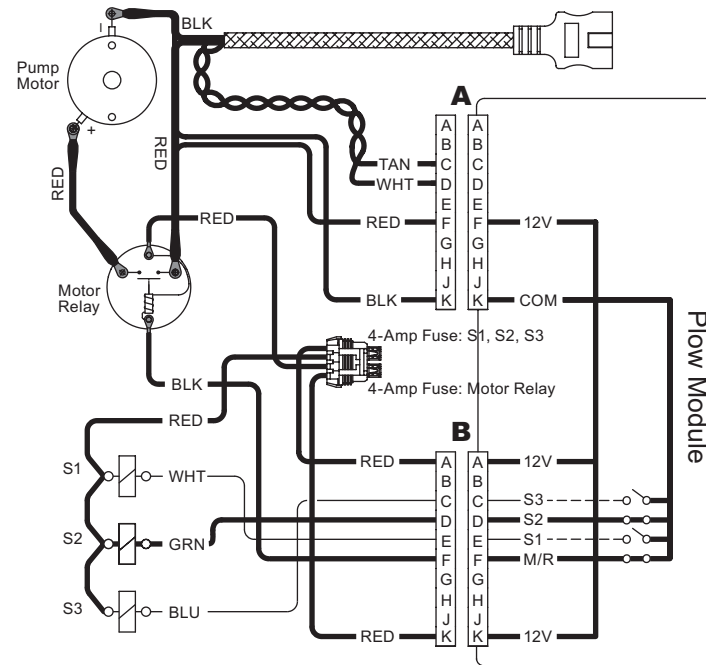 BLK
Pump
Motor
−
+
A
A A
B B
C C
D D
E E
F F
G G
H H
J J
K K
TAN
WHT
RED
RED
RED
RED
12V
BLK
COM
Motor
Relay
Plow Module
4-Amp Fuse: S1, S2, S3
4-Amp Fuse: Motor Relay
BLK
RED
B
A A
B B
C C
D D
E E
F F
G G
H H
J J
K K
RED
12V
S1
WHT
S3
S2
GRN
S2
S1
M/R
S3
BLU
RED
12V